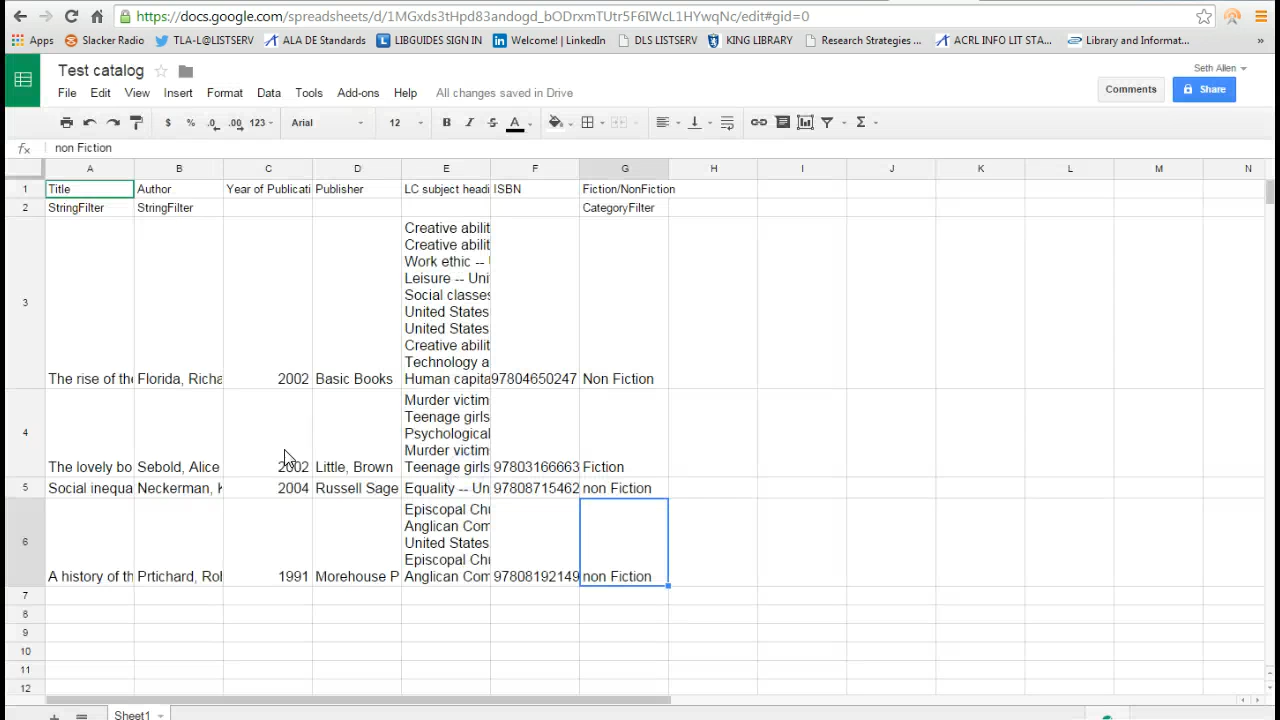 https://docs.google.com/spreadsheets/d/1MGxds3tHpd83andogd_bODrxmTUtr5F6IWcL1HYwqNc/edit#gid=0
Apps Slacker Radio TLA-L@LISTSERV ALA DE Standards LIBGUIDES SIGN IN Welcome! | LinkedIn DLS LISTSERV KING LIBRARY Research Strategies ... ACRL INFO LIT STA... Library and Informat... »
Test catalog
Seth Allen
File Edit View Insert Format Data Tools Add-ons Help All changes saved in Drive
Comments Share
$ % .0 .00 123 Arial 12 B I S A Σ
fx non Fiction
A B C D E F G H I J K L M N
1 Title Author Year of Publicati Publisher LC subject headi ISBN Fiction/NonFiction
2 StringFilter StringFilter CategoryFilter
Creative abilit
Creative abilit
Work ethic -- U
Leisure -- Uni
Social classes
3 United States
United States
Creative abilit
Technology a
The rise of the Florida, Richa 2002 Basic Books Human capita 97804650247 Non Fiction
Murder victim
Teenage girls
4 Psychological
Murder victim
The lovely bo Sebold, Alice 2002 Little, Brown Teenage girls 97803166663 Fiction
5 Social inequa Neckerman, K 2004 Russell Sage Equality -- Un 97808715462 non Fiction
Episcopal Chu
Anglican Com
6 United States
Episcopal Chu
A history of th Prtichard, Rol 1991 Morehouse P Anglican Com 97808192149 non Fiction
7
8
9
10
11
12
Sheet1